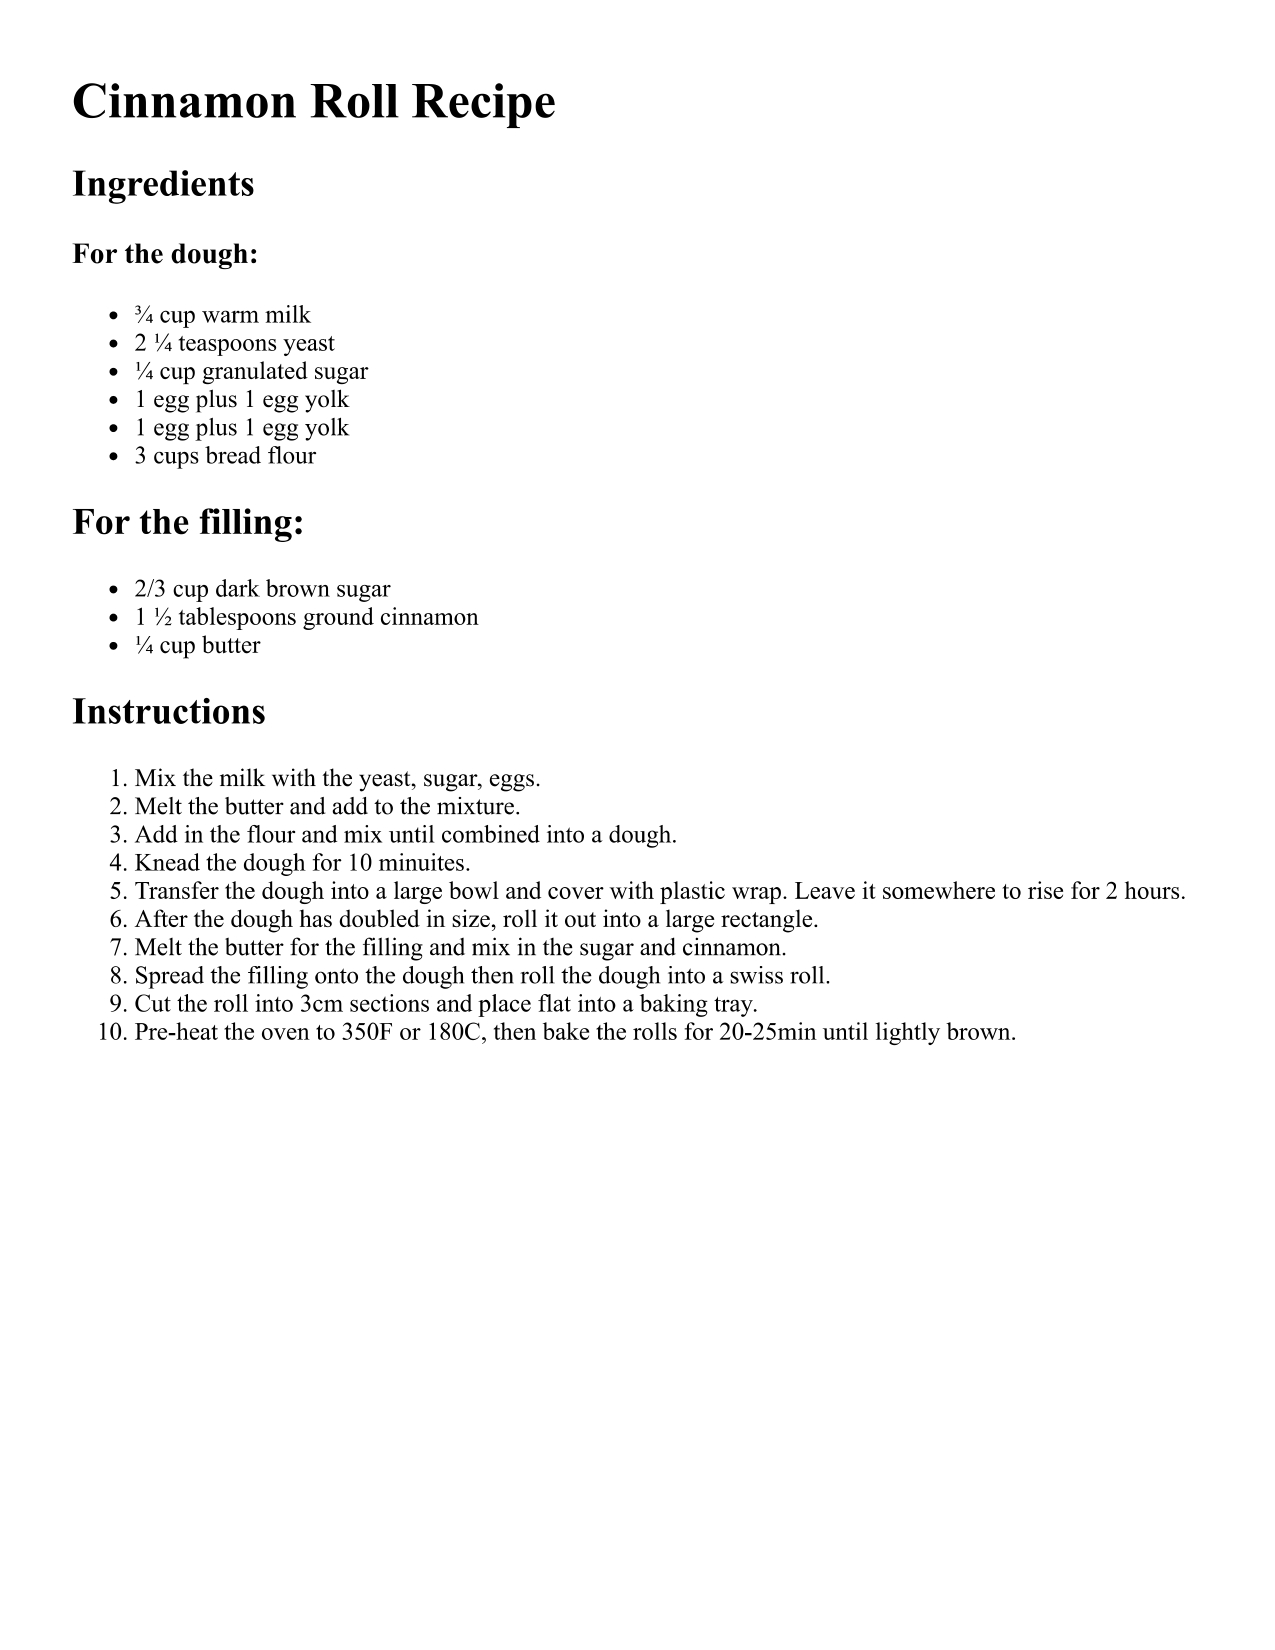 Cinnamon Roll Recipe
Ingredients
For the dough:
• ¾ cup warm milk
• 2 ¼ teaspoons yeast
• ¼ cup granulated sugar
• 1 egg plus 1 egg yolk
• 1 egg plus 1 egg yolk
• 3 cups bread flour
For the filling:
• 2/3 cup dark brown sugar
• 1 ½ tablespoons ground cinnamon
• ¼ cup butter
Instructions
1. Mix the milk with the yeast, sugar, eggs.
2. Melt the butter and add to the mixture.
3. Add in the flour and mix until combined into a dough.
4. Knead the dough for 10 minuites.
5. Transfer the dough into a large bowl and cover with plastic wrap. Leave it somewhere to rise for 2 hours.
6. After the dough has doubled in size, roll it out into a large rectangle.
7. Melt the butter for the filling and mix in the sugar and cinnamon.
8. Spread the filling onto the dough then roll the dough into a swiss roll.
9. Cut the roll into 3cm sections and place flat into a baking tray.
10. Pre-heat the oven to 350F or 180C, then bake the rolls for 20-25min until lightly brown.